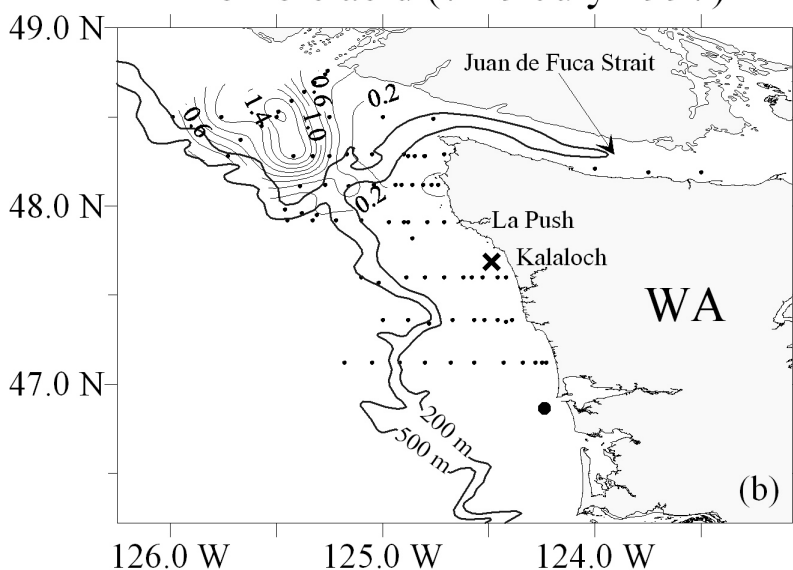 49.0 N
Juan de Fuca Strait
0.6
0.2
1.4
0.6
1.0
48.0 N
0.2
La Push
Kalaloch
WA
47.0 N
200 m
500 m
(b)
126.0 W
125.0 W
124.0 W